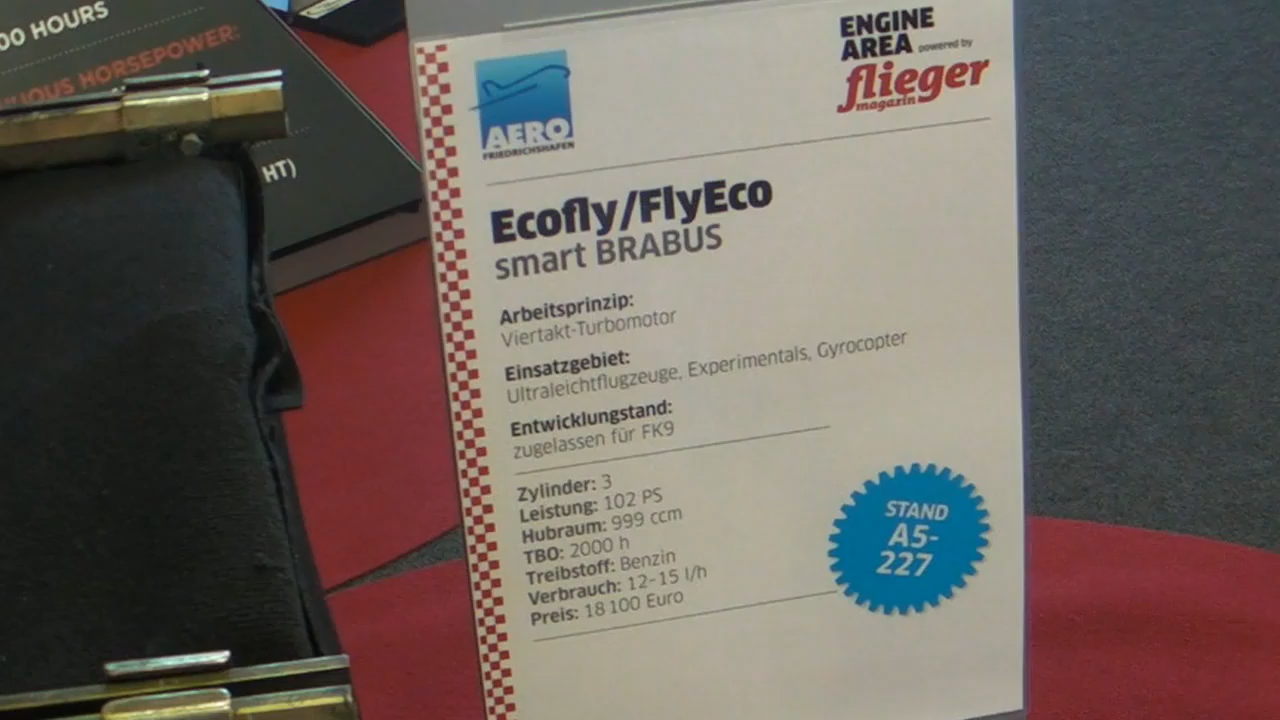 00 HOURS
HORSEPOWER:
HT)
AERO
FRIEDRICHSHAFEN
ENGINE
AREA powered by
flieger
magazin
Ecofly/FlyEco
smart BRABUS
Arbeitsprinzip:
Viertakt-Turbomotor
Einsatzgebiet:
Ultraleichtflugzeuge, Experimentals, Gyrocopter
Entwicklungstand:
zugelassen für FK9
Zylinder: 3
Leistung: 102 PS
Hubraum: 999 ccm
TBO: 2000 h
Treibstoff: Benzin
Verbrauch: 12-15 l/h
Preis: 18 100 Euro
STAND
A5-
227